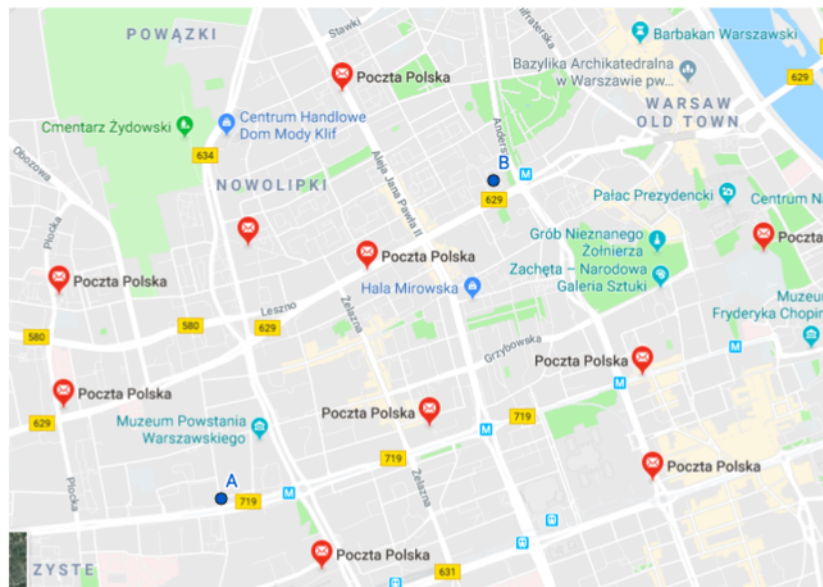 POWĄZKI
Stawki
Barbakan Warszawski
Poczta Polska
Bazylika Archikatedralna
w Warszawie pw...
629
WARSAW
OLD TOWN
Centrum Handlowe
Dom Mody Klif
Cmentarz Żydowski
634
Obozowa
B
M
NOWOLIPKI
629
Aleja Jana Pawła II
Pałac Prezydencki
Centrum Na
Płocka
Grób Nieznanego
Żołnierza
Poczta
Poczta Polska
Zachęta – Narodowa
Galeria Sztuki
Poczta Polska
Hala Mirowska
Leszno
Żelazna
Muzeum
Fryderyka Chopin
580
580
629
Grzybowska
M
Poczta Polska
M
Poczta Polska
Poczta Polska
719
629
Muzeum Powstania
Warszawskiego
M
719
Poczta Polska
A
Płocka
Żelazna
719
M
Poczta Polska
ZYSTE
631